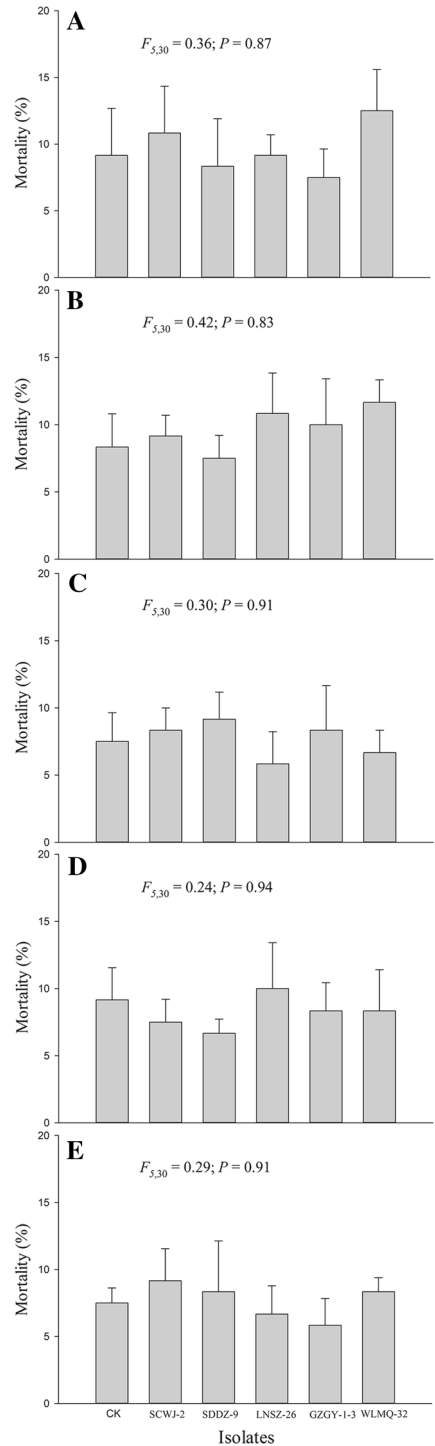 A
F5,30 = 0.36; P = 0.87
20
15
10
5
0
Mortality (%)
B
F5,30 = 0.42; P = 0.83
20
15
10
5
0
Mortality (%)
C
F5,30 = 0.30; P = 0.91
20
15
10
5
0
Mortality (%)
D
F5,30 = 0.24; P = 0.94
20
15
10
5
0
Mortality (%)
E
F5,30 = 0.29; P = 0.91
20
15
10
5
0
Mortality (%)
CK SCWJ-2 SDDZ-9 LNSZ-26 GZGY-1-3 WLMQ-32
Isolates